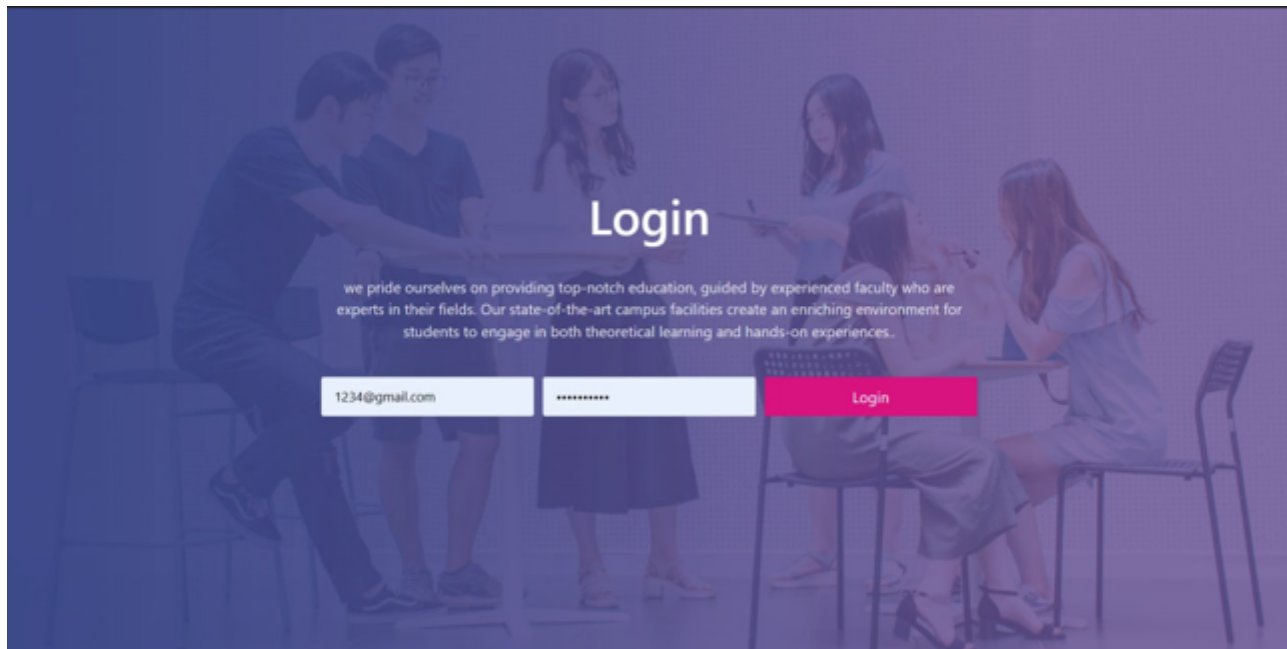 Login
we pride ourselves on providing top-notch education, guided by experienced faculty who are
experts in their fields. Our state-of-the-art campus facilities create an enriching environment for
students to engage in both theoretical learning and hands-on experiences..
1234@gmail.com •••••••••• Login